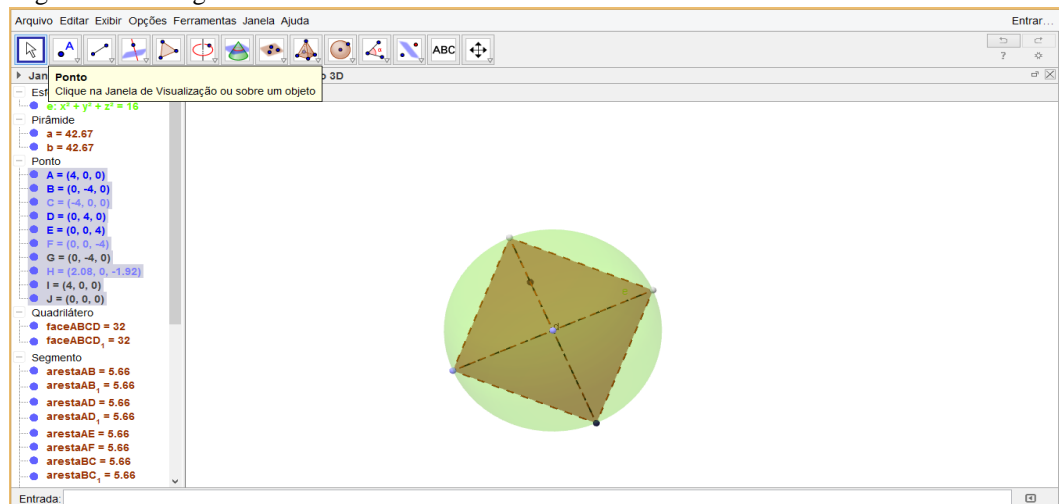 Arquivo Editar Exibir Opções Ferramentas Janela Ajuda Entrar...
ABC
?
Jan o 3D
Ponto
Clique na Janela de Visualização ou sobre um objeto
Esf
e: x² + y² + z² = 16
Pirâmide
a = 42.67
b = 42.67
Ponto
A = (4, 0, 0)
B = (0, -4, 0)
C = (-4, 0, 0)
D = (0, 4, 0)
E = (0, 0, 4)
F = (0, 0, -4)
G = (0, -4, 0)
H = (2.08, 0, -1.92)
I = (4, 0, 0)
J = (0, 0, 0)
Quadrilátero
faceABCD = 32
faceABCD₁ = 32
Segmento
arestaAB = 5.66
arestaAB₁ = 5.66
arestaAD = 5.66
arestaAD₁ = 5.66
arestaAE = 5.66
arestaAF = 5.66
arestaBC = 5.66
arestaBC₁ = 5.66
Entrada: